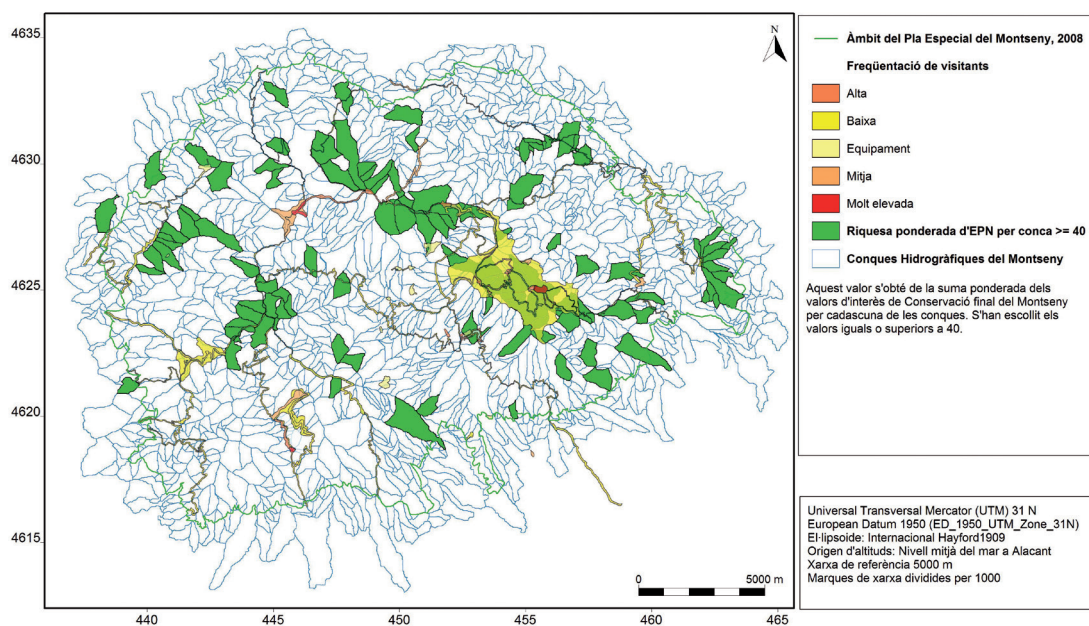 4635
4630
4625
4620
4615
440
445
450
455
460
465
N
0
5000 m
Àmbit del Pla Especial del Montseny, 2008
Freqüentació de visitants
Alta
Baixa
Equipament
Mitja
Molt elevada
Riquesa ponderada d'EPN per conca >= 40
Conques Hidrogràfiques del Montseny
Aquest valor s'obté de la suma ponderada dels
valors d'interès de Conservació final del Montseny
per cadascuna de les conques. S'han escollit els
valors iguals o superiors a 40.
Universal Transversal Mercator (UTM) 31 N
European Datum 1950 (ED_1950_UTM_Zone_31N)
El·lipsoide: Internacional Hayford1909
Origen d'altituds: Nivell mitjà del mar a Alacant
Xarxa de referència 5000 m
Marques de xarxa dividides per 1000